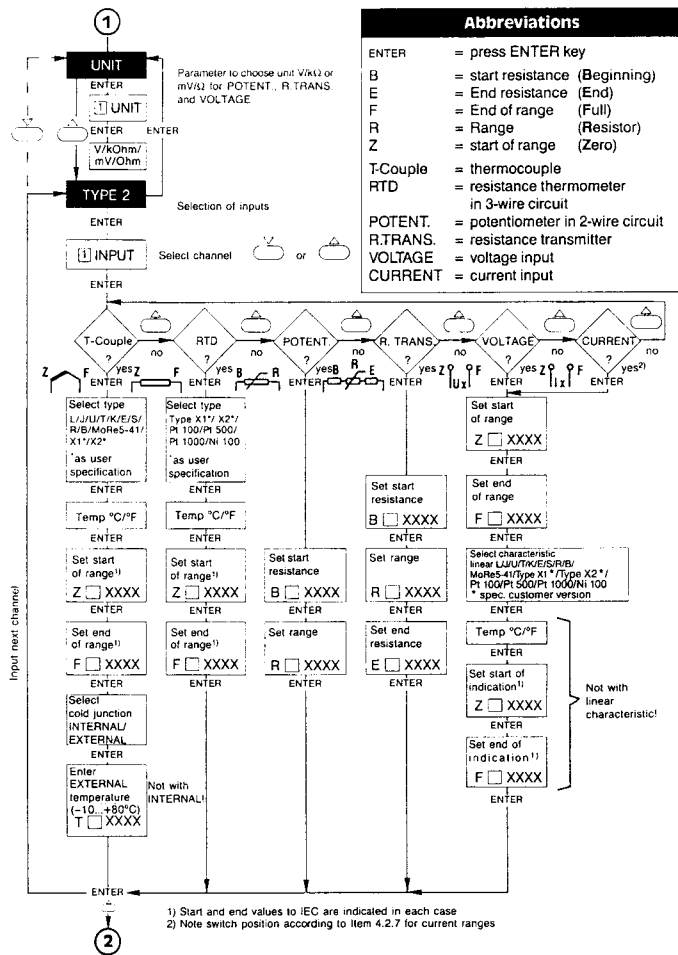 1
UNIT
ENTER
1 UNIT
ENTER
ENTER
V/kOhm/
mV/Ohm
Parameter to choose unit V/kΩ or
mV/Ω for POTENT., R.TRANS.
and VOLTAGE
TYPE 2
Selection of inputs
ENTER
1 INPUT
Select channel
or
ENTER
Abbreviations
ENTER = press ENTER key
B = start resistance (Beginning)
E = End resistance (End)
F = End of range (Full)
R = Range (Resistor)
Z = start of range (Zero)
T-Couple = thermocouple
RTD = resistance thermometer
in 3-wire circuit
POTENT. = potentiometer in 2-wire circuit
R.TRANS. = resistance transmitter
VOLTAGE = voltage input
CURRENT = current input
T-Couple
?
no
RTD
?
no
POTENT.
?
no
R. TRANS.
?
no
VOLTAGE
?
no
CURRENT
?
no
Z F
yes
ENTER
Z F
yes
ENTER
B R
yes
ENTER
B R E
yes
ENTER
Z F
Ux
yes
ENTER
Z F
Ix
yes2)
ENTER
Select type
L/J/U/T/K/E/S/
R/B/MoRe5-41/
X1*/X2*
*as user
specification
ENTER
Temp °C/°F
ENTER
Set start
of range1)
Z XXXX
ENTER
Set end
of range1)
F XXXX
ENTER
Select
cold junction
INTERNAL/
EXTERNAL
ENTER
Enter
EXTERNAL
temperature
(−10...+80°C)
T XXXX
Not with
INTERNAL!
Select type
Type X1*/ X2*/
Pt 100/Pt 500/
Pt 1000/Ni 100
*as user
specification
ENTER
Temp °C/°F
ENTER
Set start
of range1)
Z XXXX
ENTER
Set end
of range1)
F XXXX
ENTER
Set start
resistance
B XXXX
ENTER
Set range
R XXXX
ENTER
Set start
resistance
B XXXX
ENTER
Set range
R XXXX
ENTER
Set end
resistance
E XXXX
ENTER
Set start
of range
Z XXXX
ENTER
Set end
of range
F XXXX
ENTER
Select characteristic
linear L/J/U/T/K/E/S/R/B/
MoRe5-41/Type X1 */Type X2*/
Pt 100/Pt 500/Pt 1000/Ni 100
* spec. customer version
Temp °C/°F
ENTER
Set start of
indication1)
Z XXXX
ENTER
Set end of
indication1)
F XXXX
ENTER
Not with
linear
characteristic!
Input next channel
ENTER
2
1) Start and end values to IEC are indicated in each case
2) Note switch position according to Item 4.2.7 for current ranges